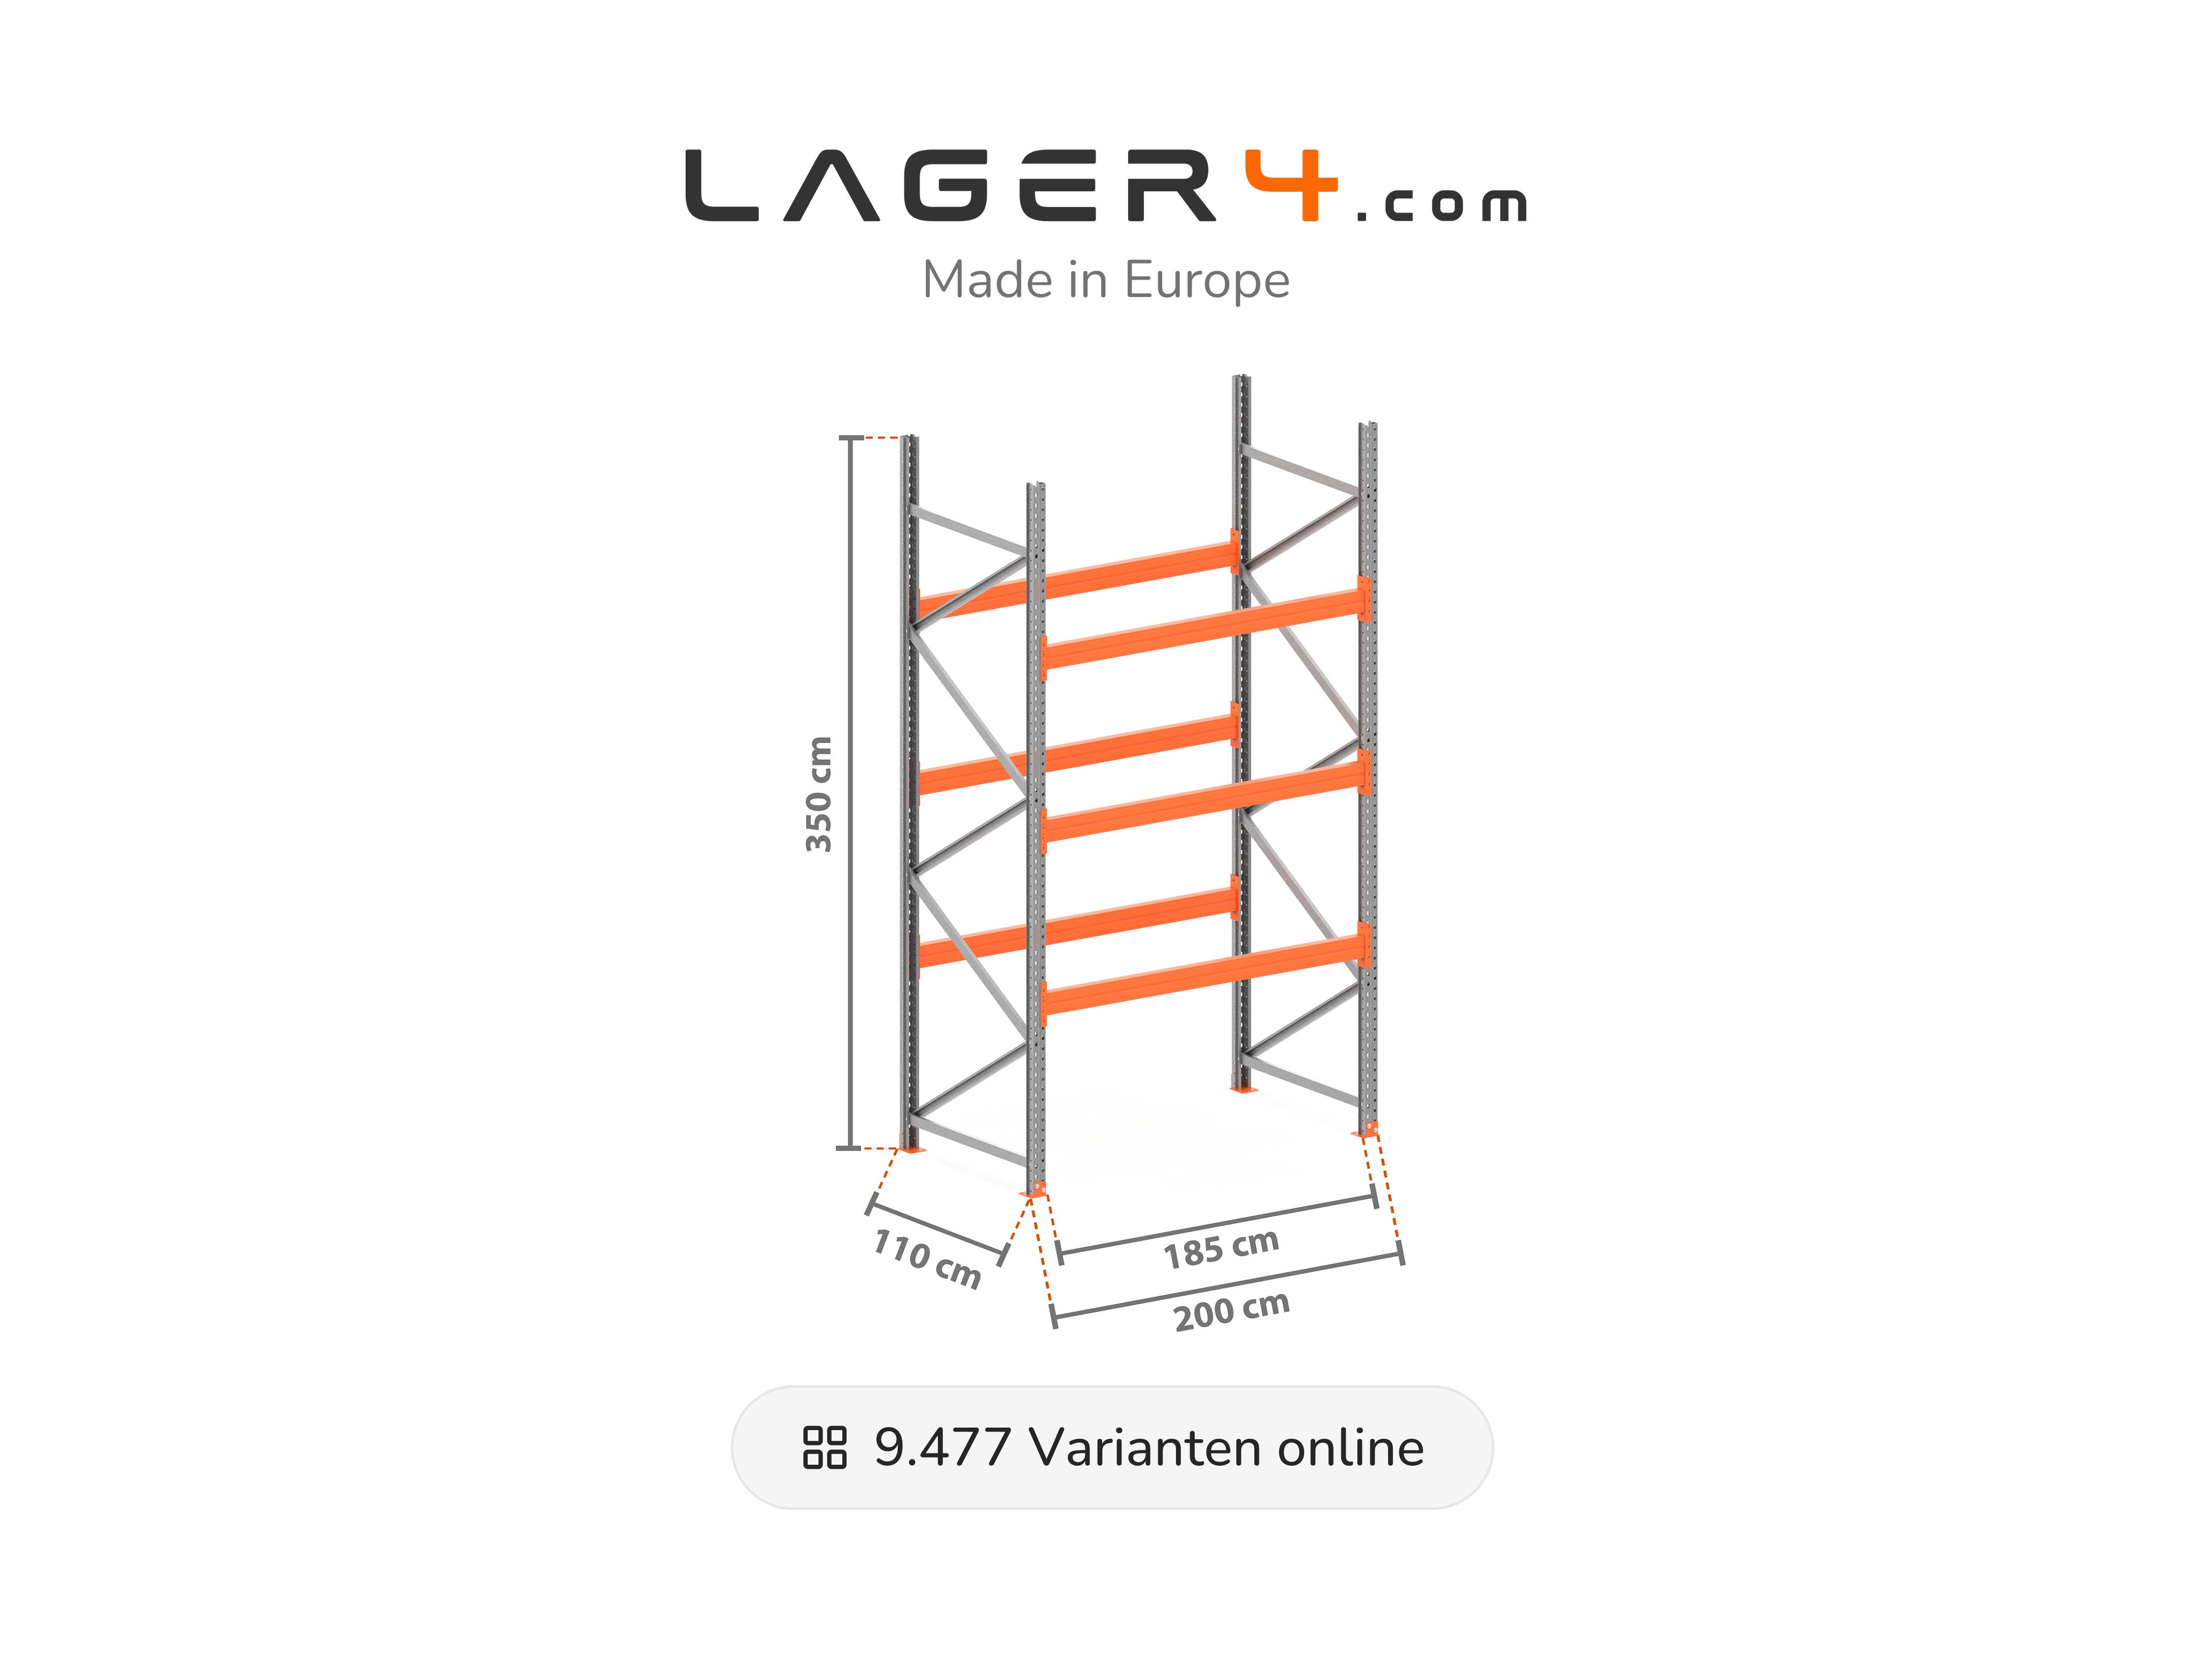 LAGER4.com
Made in Europe
350 cm
110 cm
185 cm
200 cm
9.477 Varianten online